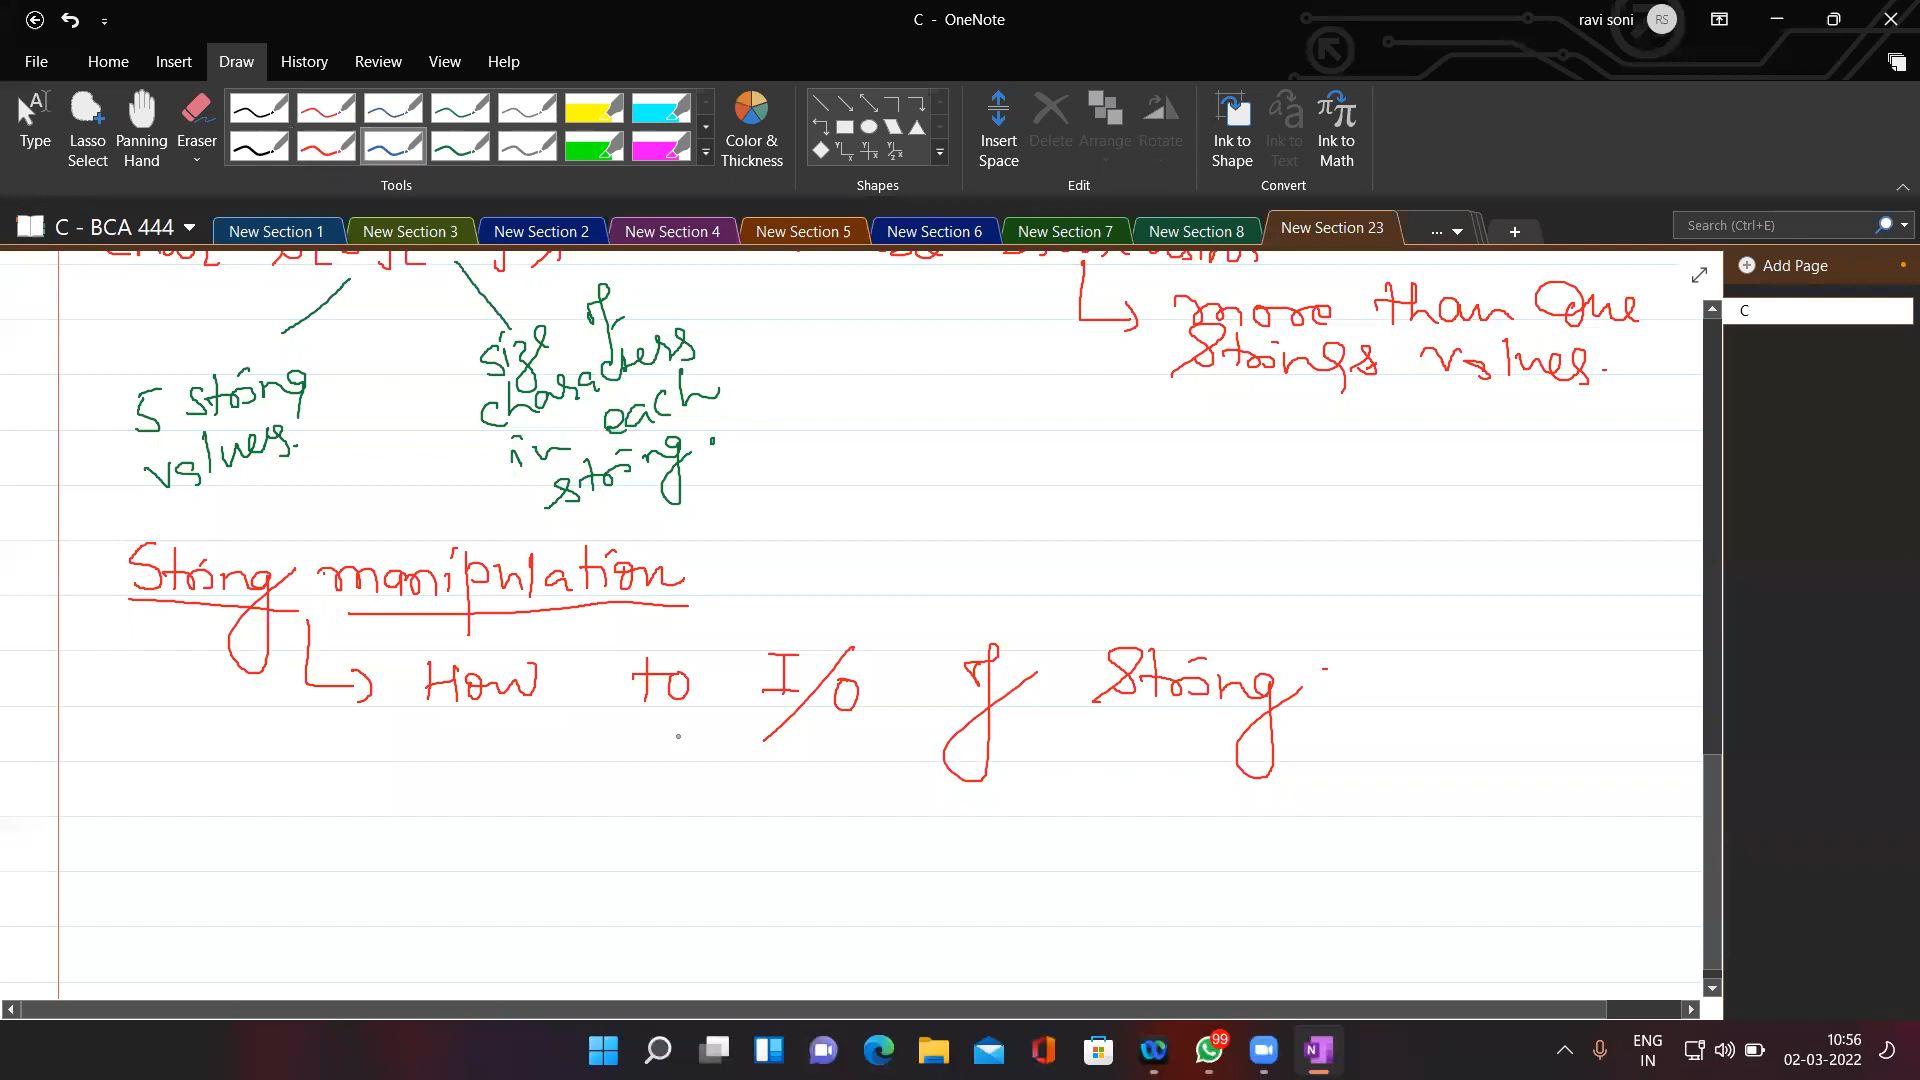 C - OneNote
ravi soni RS
File Home Insert Draw History Review View Help
Type Lasso Select Panning Hand Eraser Color & Thickness Insert Space Delete Arrange Rotate Ink to Shape Ink to Text Ink to Math
Tools Shapes Edit Convert
C - BCA 444 New Section 1 New Section 3 New Section 2 New Section 4 New Section 5 New Section 6 New Section 7 New Section 8 New Section 23 ... + Search (Ctrl+E)
Add Page
C
more than One
Strings values.
5 string
values.
size of
characters
in each
string.
String manipulation
How to I/O of String
99
ENG
IN
10:56
02-03-2022